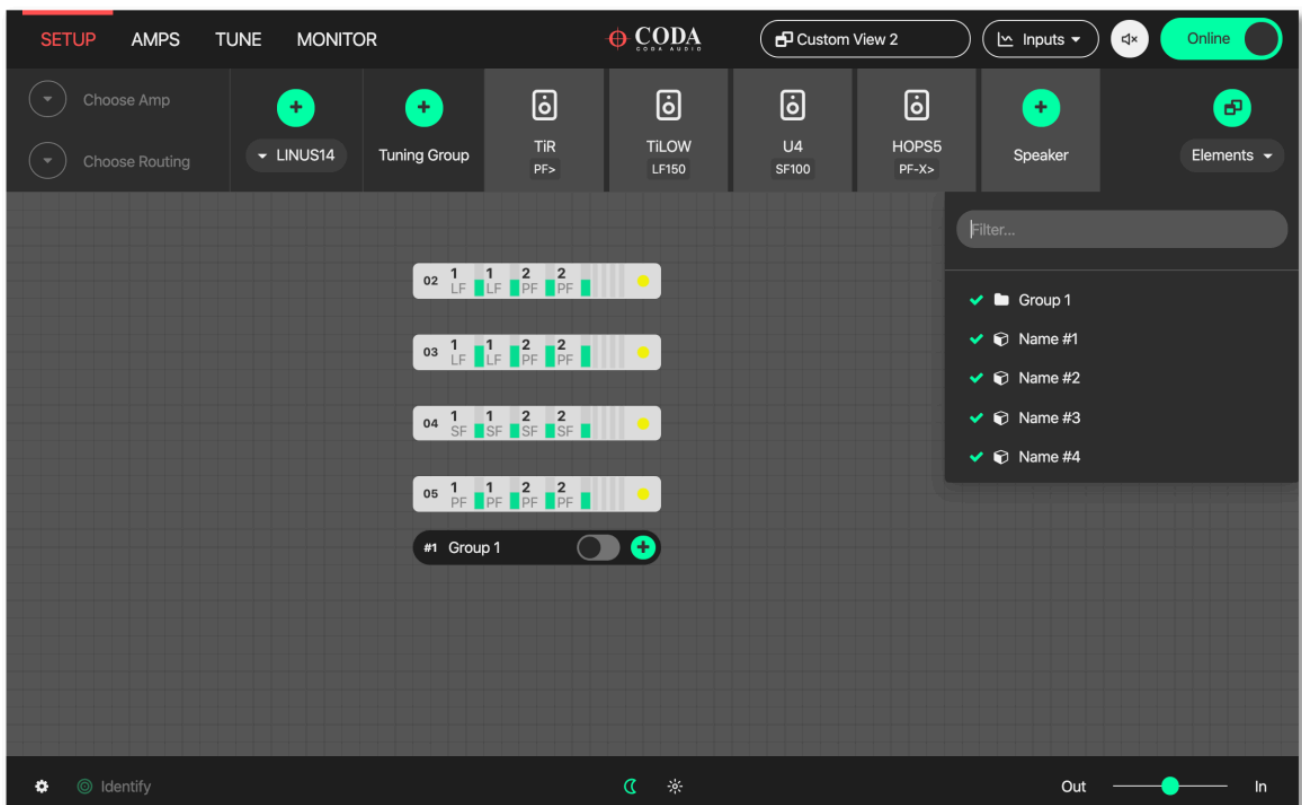 SETUP AMPS TUNE MONITOR CODA Custom View 2 Inputs Online
CODA AUDIO
Choose Amp
Choose Routing
LINUS14
Tuning Group
TiR
PF>
TiLOW
LF150
U4
SF100
HOPS5
PF-X>
Speaker
Elements
Filter...
Group 1
Name #1
Name #2
Name #3
Name #4
02 1 1 2 2
LF LF PF PF
03 1 1 2 2
LF LF PF PF
04 1 1 2 2
SF SF SF SF
05 1 1 2 2
PF PF PF PF
#1 Group 1
Identify
Out In